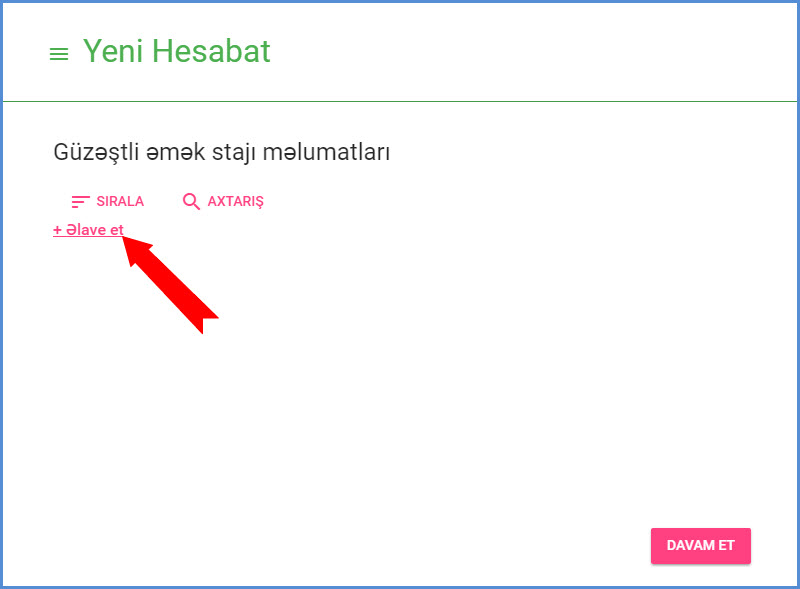 Yeni Hesabat
Güzəştli əmək stajı məlumatları
SIRALA AXTARIŞ
+ Əlave et
DAVAM ET